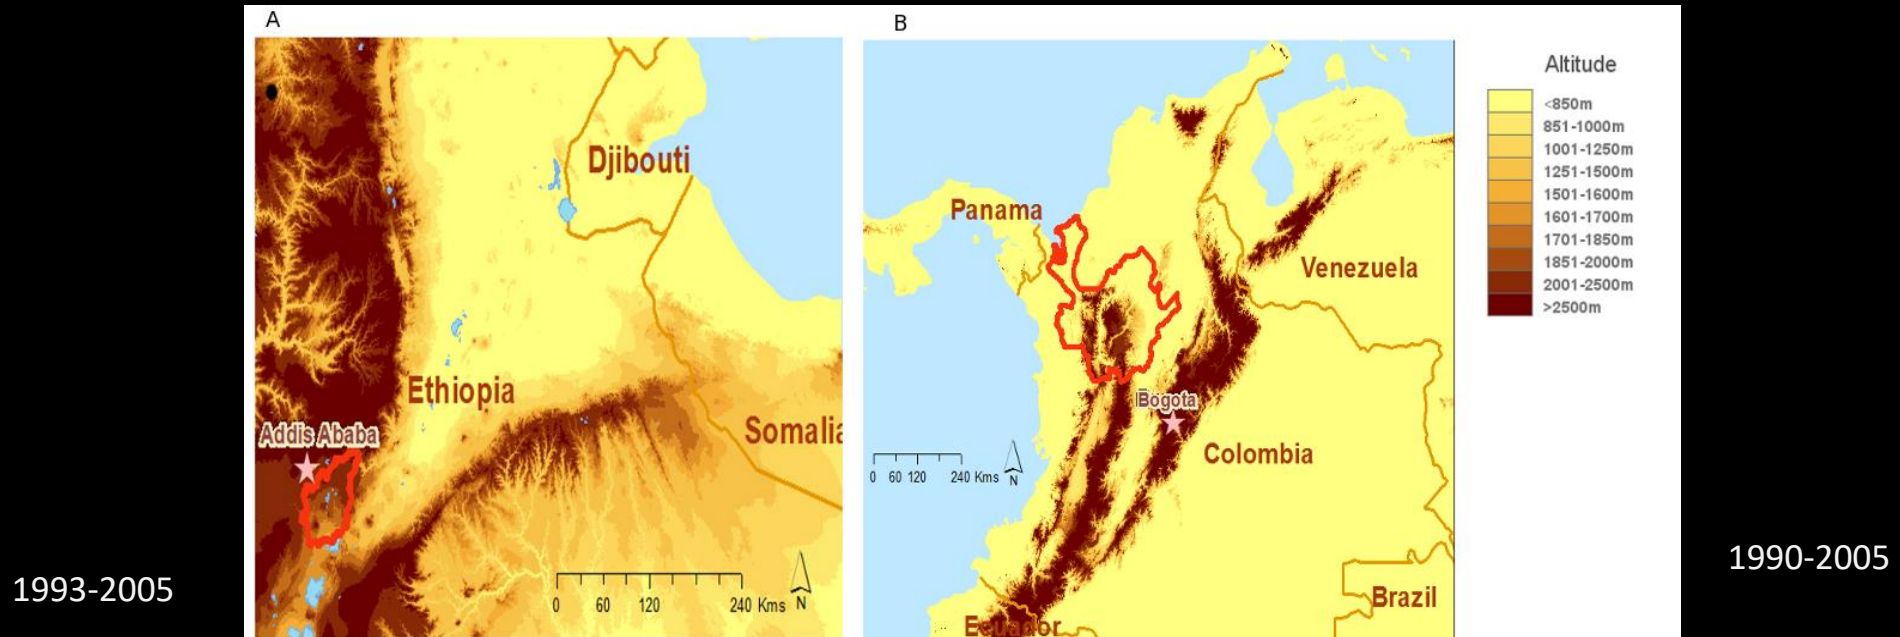 A
Djibouti
Ethiopia
Somalia
Addis Ababa
0 60 120 240 Kms N
1993-2005
B
Panama
Venezuela
Bogota
Colombia
0 60 120 240 Kms N
Brazil
Ecuador
Altitude
<850m
851-1000m
1001-1250m
1251-1500m
1501-1600m
1601-1700m
1701-1850m
1851-2000m
2001-2500m
>2500m
1990-2005